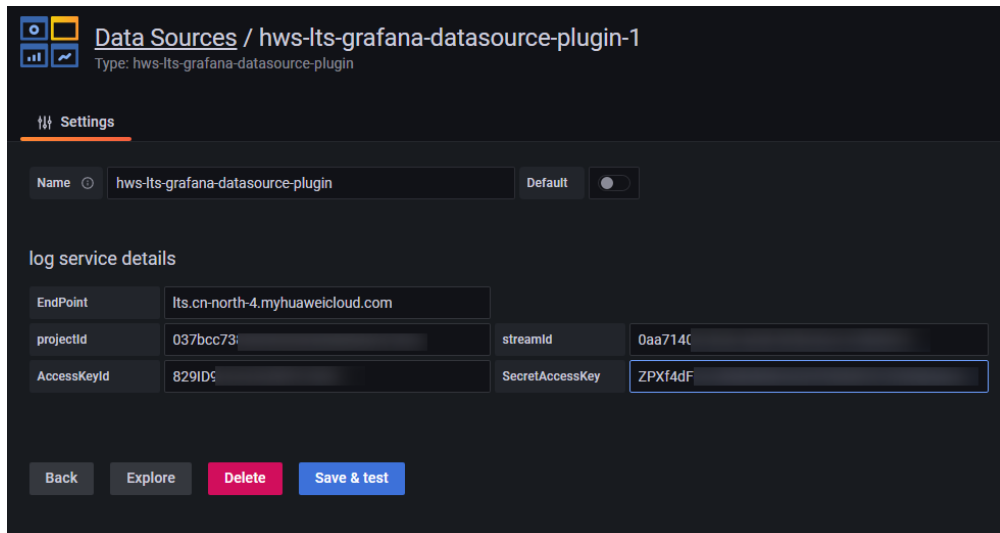 Data Sources / hws-lts-grafana-datasource-plugin-1
Type: hws-lts-grafana-datasource-plugin
Settings
Name hws-lts-grafana-datasource-plugin Default
log service details
EndPoint lts.cn-north-4.myhuaweicloud.com
projectId 037bcc73 streamId 0aa7140
AccessKeyId 829ID9 SecretAccessKey ZPXf4dF
Back Explore Delete Save & test